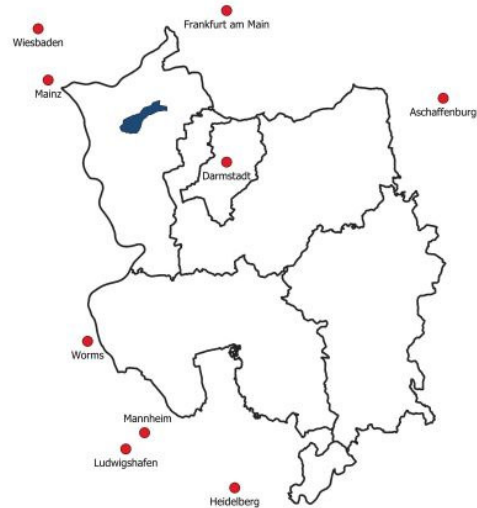 Frankfurt am Main
Wiesbaden
Mainz
Aschaffenburg
Darmstadt
Worms
Mannheim
Ludwigshafen
Heidelberg